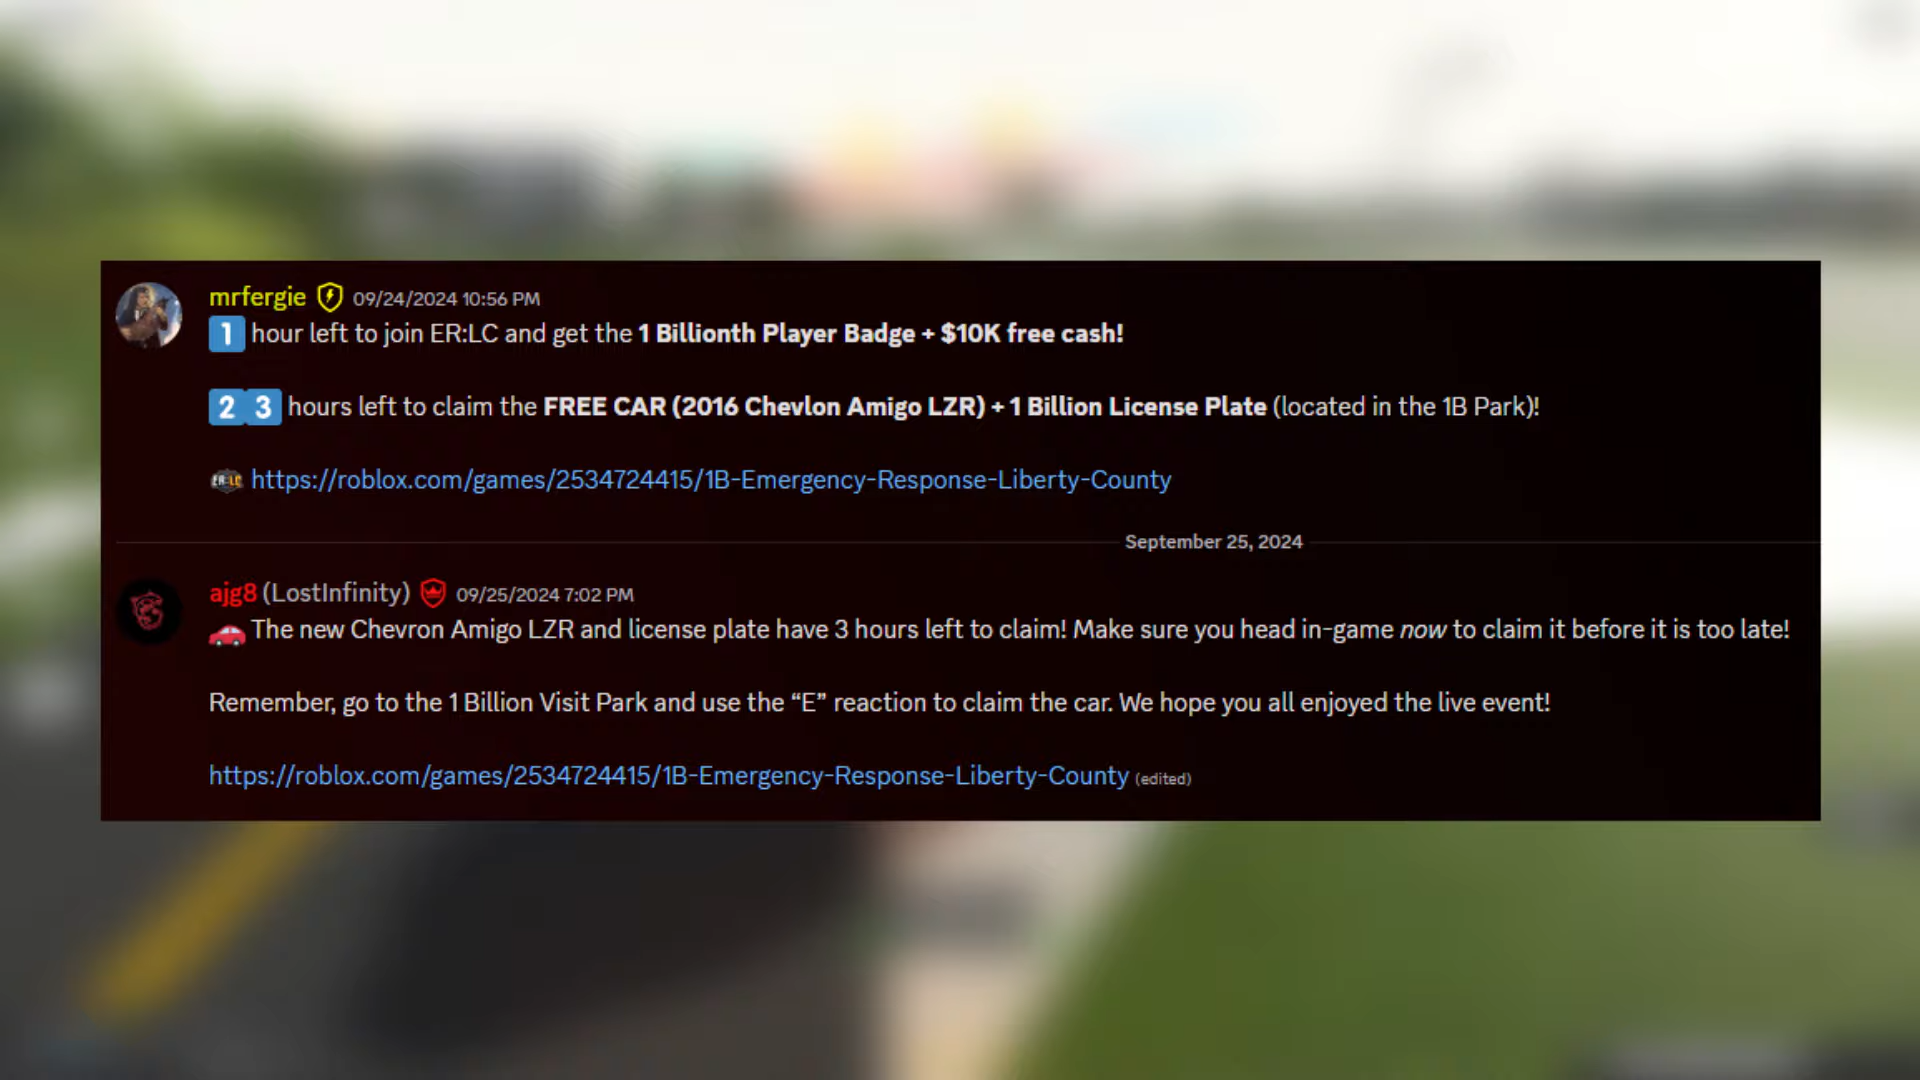 mrfergie 09/24/2024 10:56 PM
1 hour left to join ER:LC and get the 1 Billionth Player Badge + $10K free cash!
2 3 hours left to claim the FREE CAR (2016 Chevlon Amigo LZR) + 1 Billion License Plate (located in the 1B Park)!
ER:LC https://roblox.com/games/2534724415/1B-Emergency-Response-Liberty-County
September 25, 2024
ajg8 (LostInfinity) 09/25/2024 7:02 PM
The new Chevron Amigo LZR and license plate have 3 hours left to claim! Make sure you head in-game now to claim it before it is too late!
Remember, go to the 1 Billion Visit Park and use the “E” reaction to claim the car. We hope you all enjoyed the live event!
https://roblox.com/games/2534724415/1B-Emergency-Response-Liberty-County (edited)